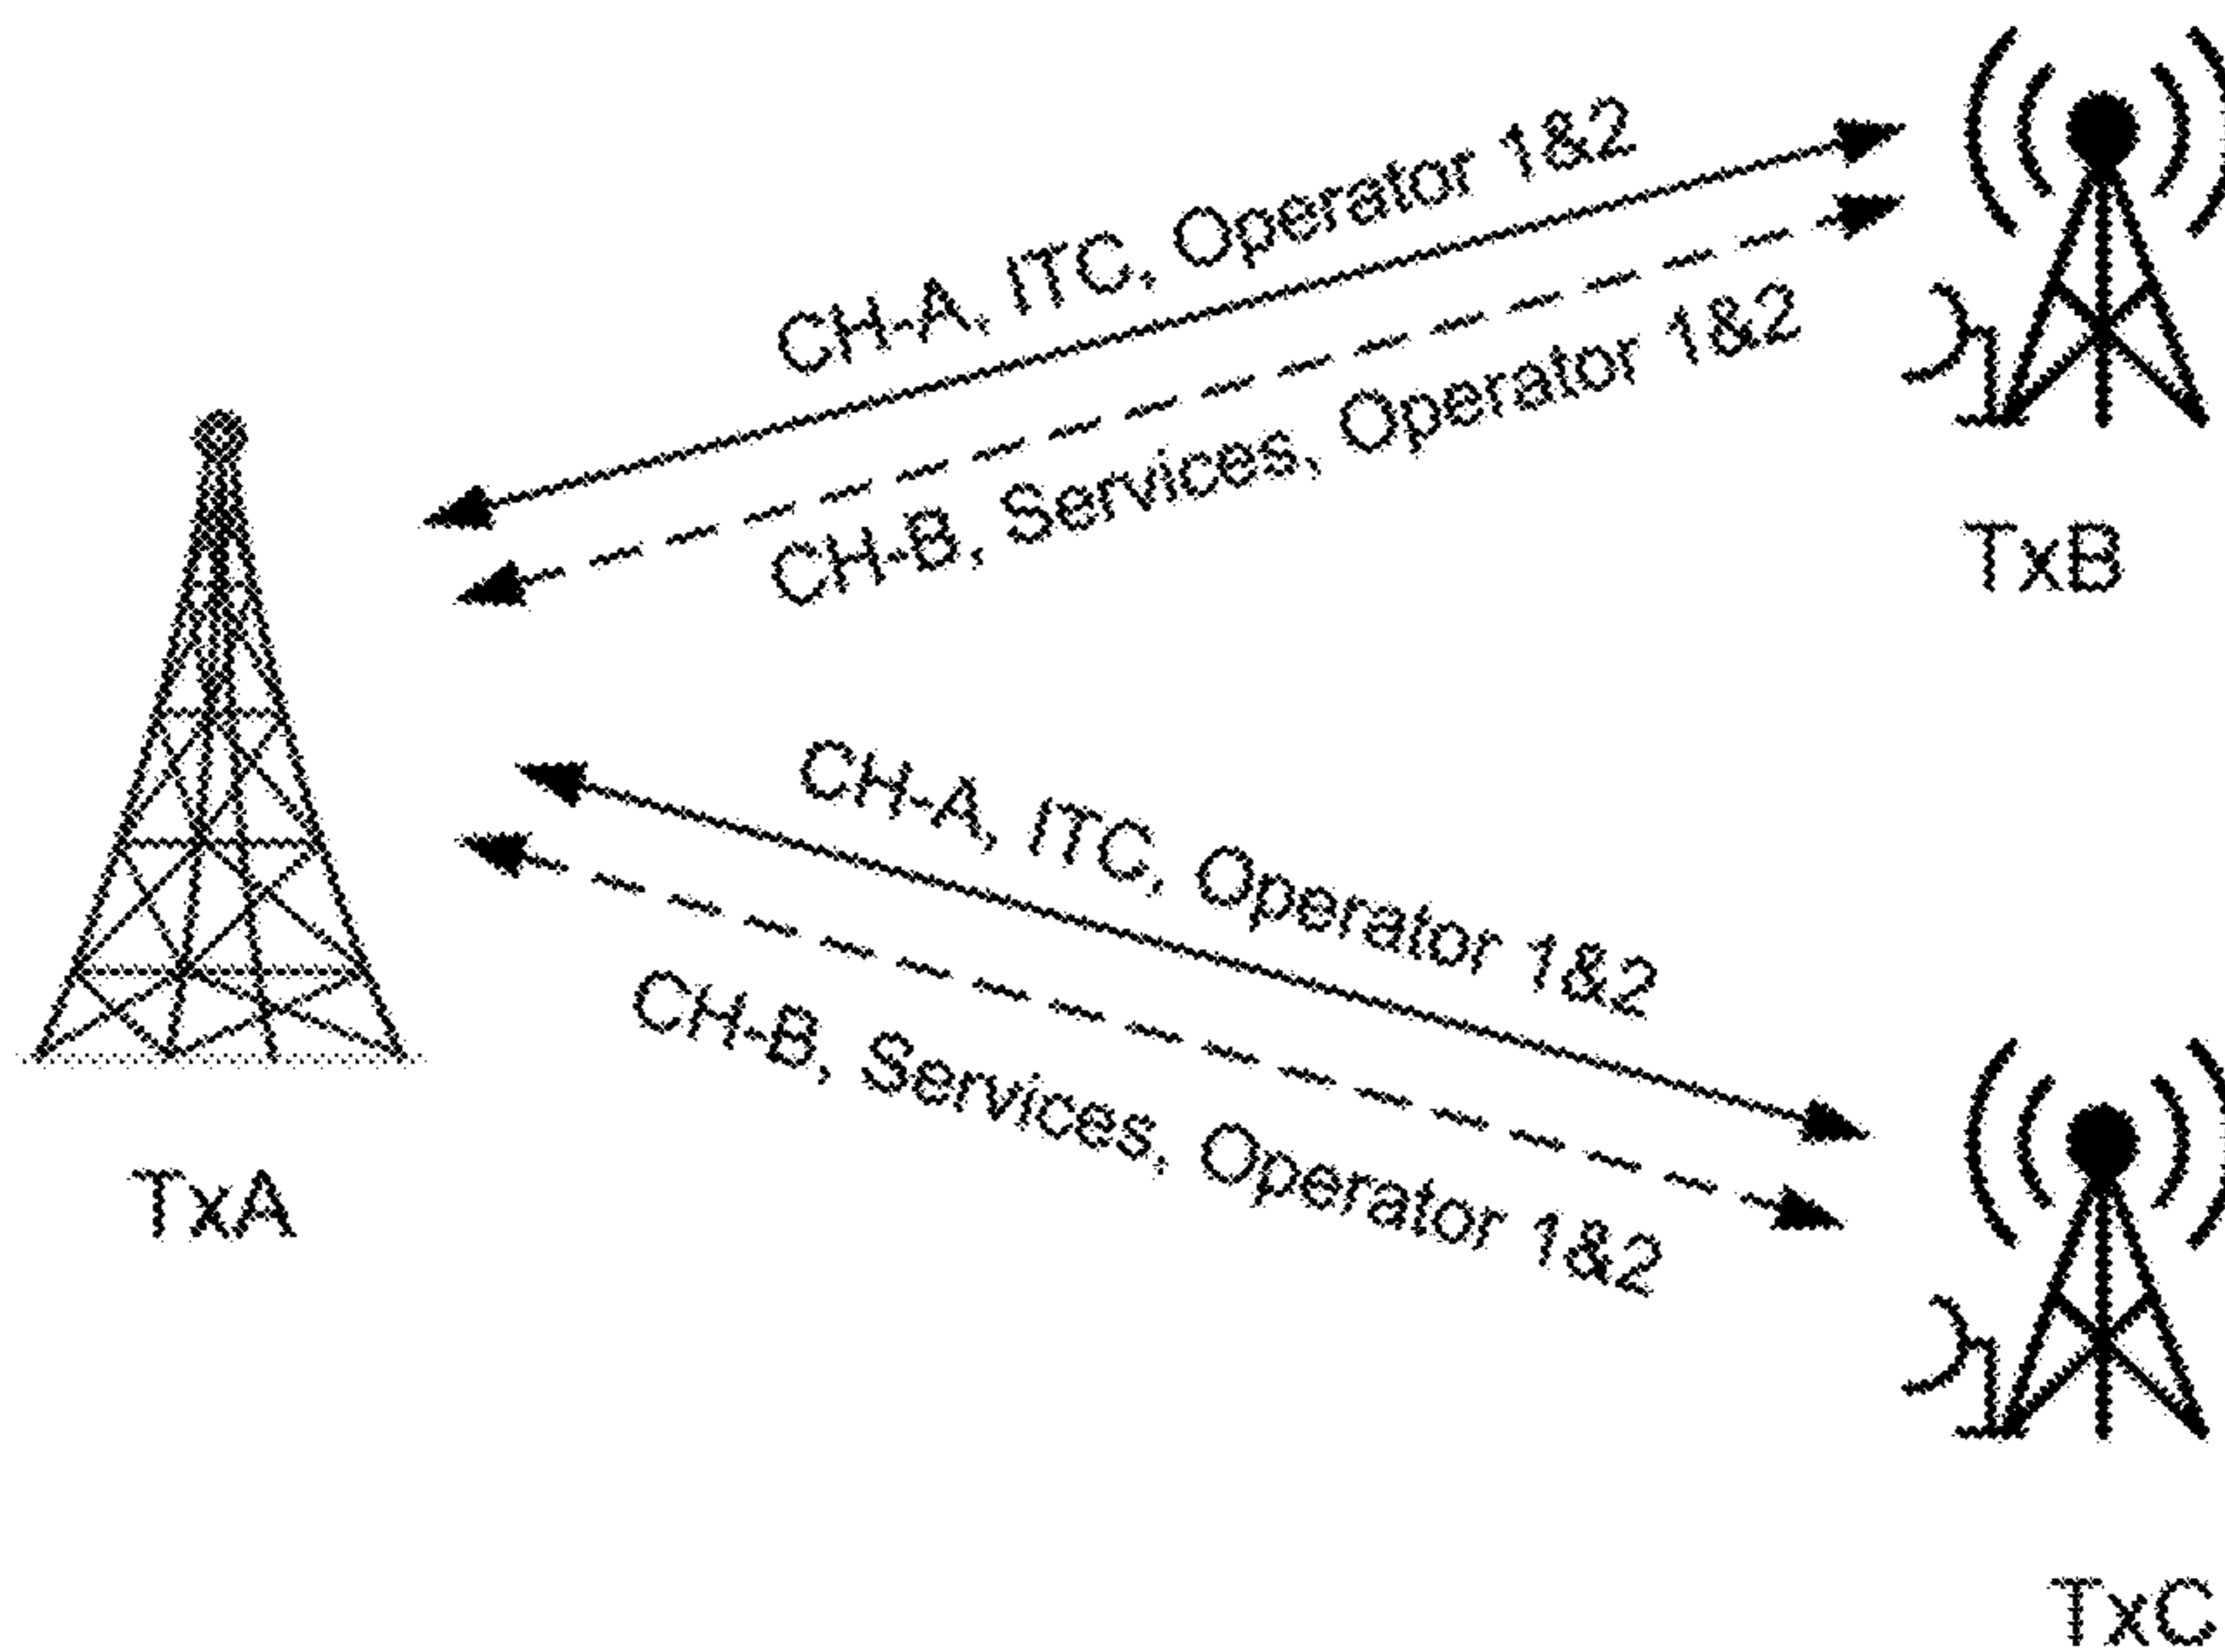 CH-A, ITC, Operator 1&2
CH-B, Services, Operator 1&2
TxB
CH-A, ITC, Operator 1&2
CH-B, Services, Operator 1&2
TxA
TxC